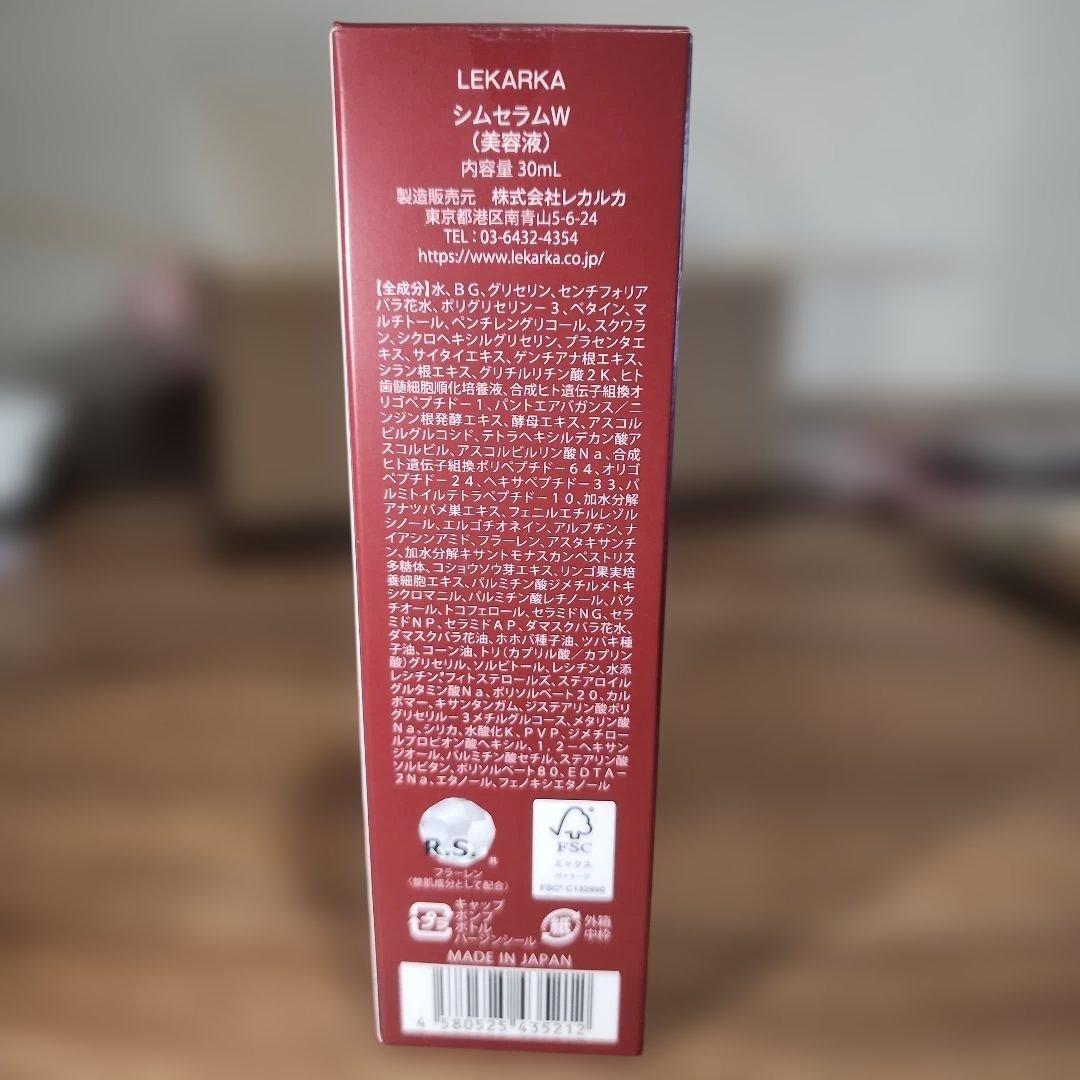 LEKARKA
シムセラムW
（美容液）
内容量 30mL
製造販売元　株式会社レカルカ
東京都港区南青山5-6-24
TEL：03-6432-4354
https://www.lekarka.co.jp/
【全成分】水、BG、グリセリン、センチフォリア
バラ花水、ポリグリセリン－3、ベタイン、マ
ルチトール、ペンチレングリコール、スクワラ
ン、シクロヘキシルグリセリン、プラセンタエ
キス、サイタイエキス、ゲンチアナ根エキス、
シラン根エキス、グリチルリチン酸2K、ヒト
歯髄細胞順化培養液、合成ヒト遺伝子組換オ
リゴペプチド－1、パントエアバガンス／ニ
ンジン根発酵エキス、酵母エキス、アスコル
ビルグルコシド、テトラヘキシルデカン酸ア
スコルビル、アスコルビルリン酸Na、合成
ヒト遺伝子組換ポリペプチド－64、オリゴ
ペプチド－24、ヘキサペプチド－33、パ
ルミトイルテトラペプチド－10、加水分解
アナツバメ巣エキス、フェニルエチルレゾル
シノール、エルゴチオネイン、アルブチン、ナ
イアシンアミド、フラーレン、アスタキサンチ
ン、加水分解キサントモナスカンペストリス
多糖体、コショウソウ芽エキス、リンゴ果実培
養細胞エキス、パルミチン酸ジメチルメトキ
シクロマニル、パルミチン酸レチノール、バク
チオール、トコフェロール、セラミドNG、セラ
ミドNP、セラミドAP、ダマスクバラ花水、
ダマスクバラ花油、ホホバ種子油、ツバキ種
子油、コーン油、トリ（カプリル酸／カプリン
酸）グリセリル、ソルビトール、レシチン、水添
レシチン、フィトステロールズ、ステアロイル
グルタミン酸Na、ポリソルベート20、カル
ボマー、キサンタンガム、ジステアリン酸ポリ
グリセリル－3メチルグルコース、メタリン酸
Na、シリカ、水酸化K、PVP、ジメチロー
ルプロピオン酸ヘキシル、1，2－ヘキサン
ジオール、パルミチン酸セチル、ステアリン酸
ソルビタン、ポリソルベート80、EDTA－
2Na、エタノール、フェノキシエタノール
R.S.®
フラーレン
〈整肌成分として配合〉
FSC
ミックス
パッケージ
FSC® C132990
プラ
キャップ
ポンプ
ボトル
バージンシール
紙
外箱
中枠
MADE IN JAPAN
4 580525 435212